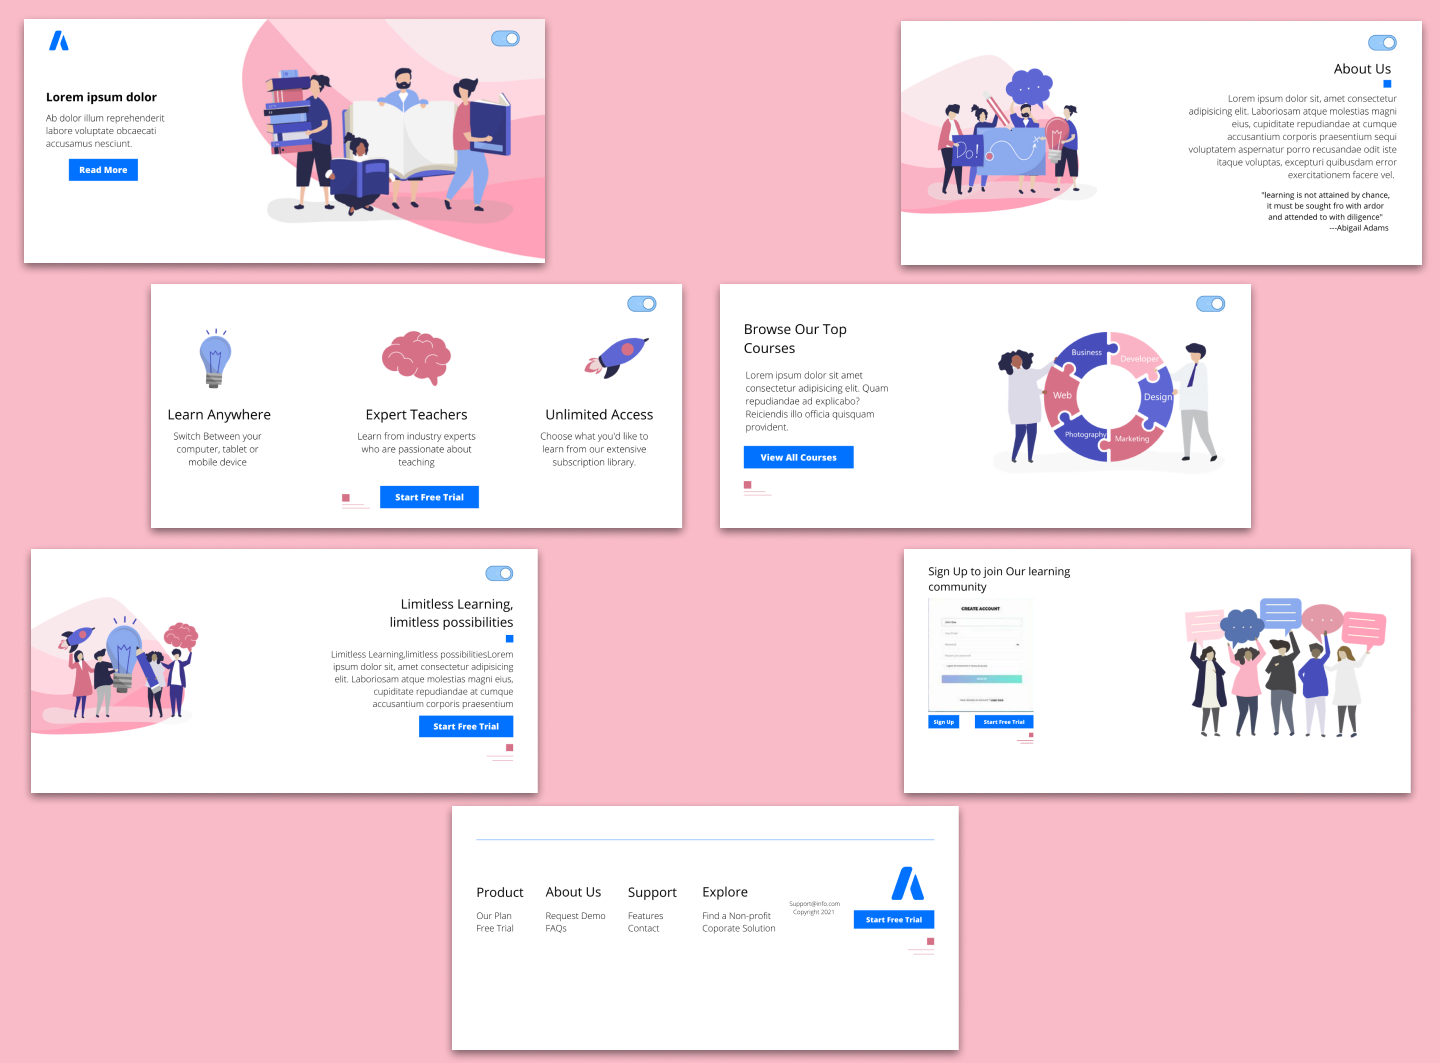 Lorem ipsum dolor
Ab dolor illum reprehenderit
labore voluptate obcaecati
accusamus nesciunt.
Read More
About Us
Lorem ipsum dolor sit, amet consectetur
adipisicing elit. Laboriosam atque molestias magni
eius, cupiditate repudiandae at cumque
accusantium corporis praesentium sequi
voluptatem aspernatur porro recusandae odit iste
itaque voluptas, excepturi quibusdam error
exercitationem facere vel.
"learning is not attained by chance,
it must be sought fro with ardor
and attended to with diligence"
---Abigail Adams
Do!
Learn Anywhere
Switch Between your
computer, tablet or
mobile device
Expert Teachers
Learn from industry experts
who are passionate about
teaching
Unlimited Access
Choose what you'd like to
learn from our extensive
subscription library.
Start Free Trial
Browse Our Top
Courses
Lorem ipsum dolor sit amet
consectetur adipisicing elit. Quam
repudiandae ad explicabo?
Reiciendis illo officia quisquam
provident.
View All Courses
Business
Developer
Web
Design
Photography
Marketing
Limitless Learning,
limitless possibilities
Limitless Learning,limitless possibilitiesLorem
ipsum dolor sit, amet consectetur adipisicing
elit. Laboriosam atque molestias magni eius,
cupiditate repudiandae at cumque
accusantium corporis praesentium
Start Free Trial
Sign Up to join Our learning
community
CREATE ACCOUNT
Sign Up
Start Free Trial
Product
Our Plan
Free Trial
About Us
Request Demo
FAQs
Support
Features
Contact
Explore
Find a Non-profit
Coporate Solution
Support@info.com
Copyright 2021
Start Free Trial